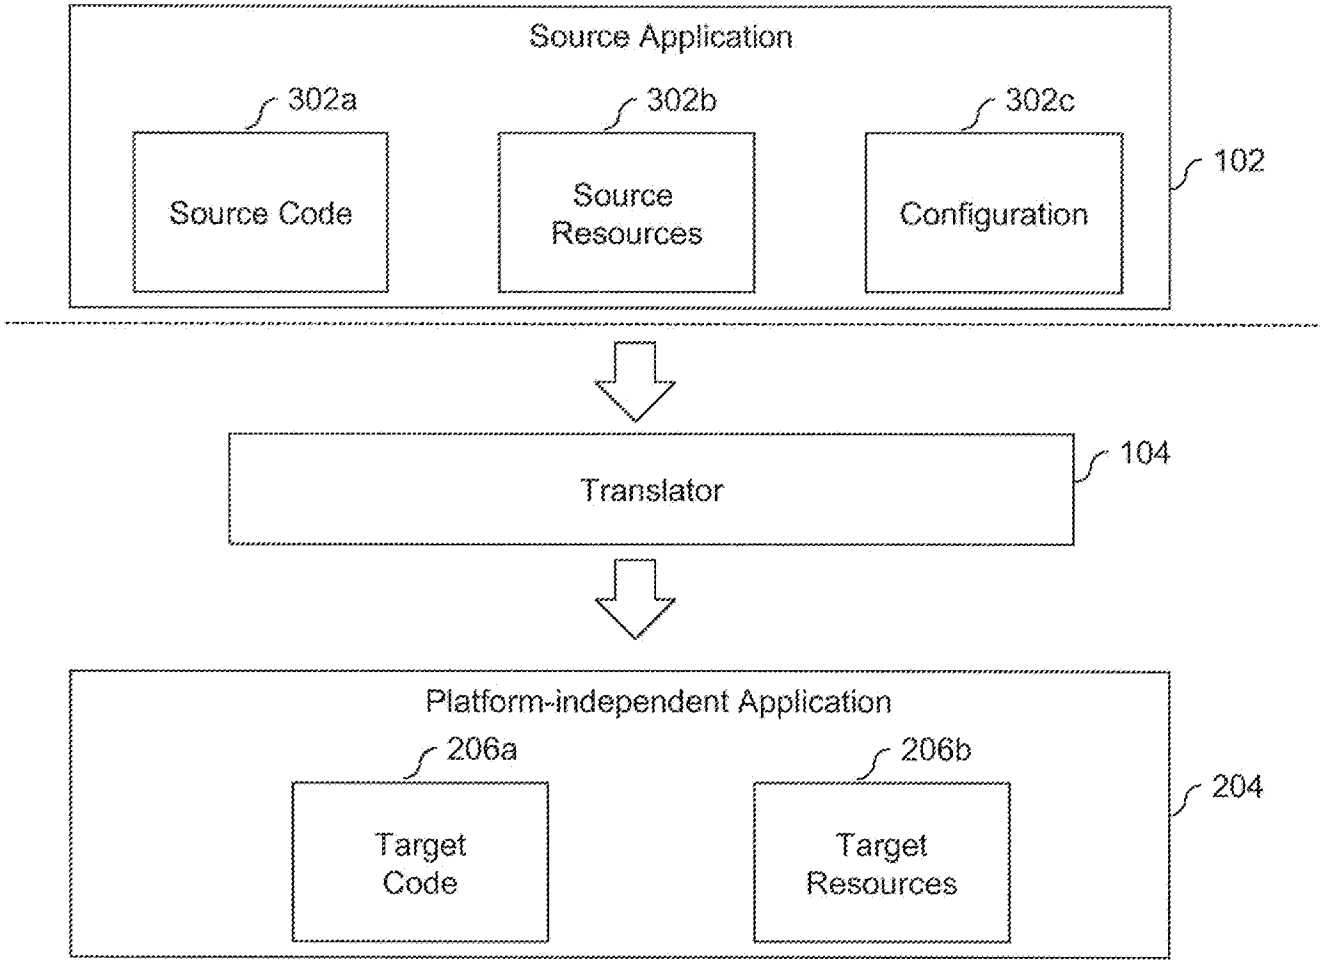 Source Application
302a
302b
302c
102
Source Code
Source
Resources
Configuration
104
Translator
Platform-independent Application
206a
206b
204
Target
Code
Target
Resources